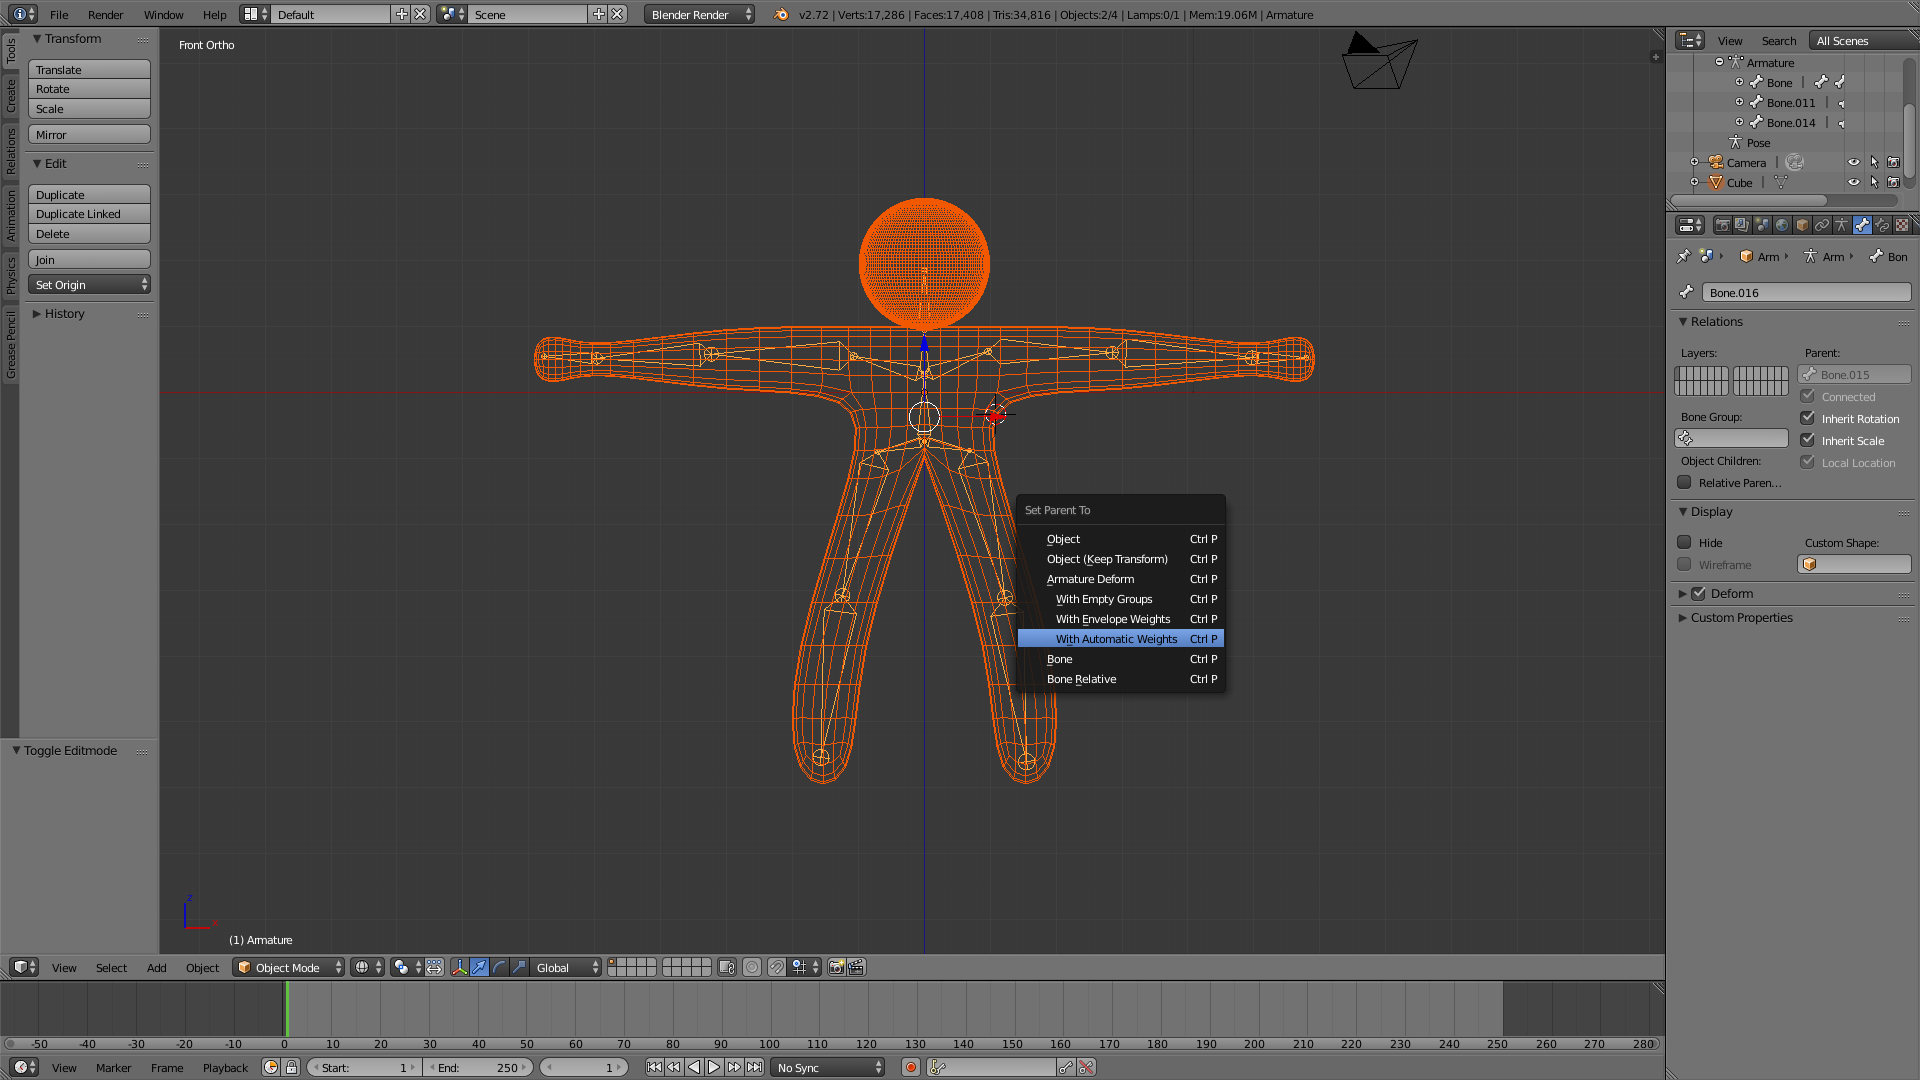 File Render Window Help Default Scene Blender Render v2.72 | Verts:17,286 | Faces:17,408 | Tris:34,816 | Objects:2/4 | Lamps:0/1 | Mem:19.06M | Armature
Tools
Create
Relations
Animation
Physics
Grease Pencil
Transform
Translate
Rotate
Scale
Mirror
Edit
Duplicate
Duplicate Linked
Delete
Join
Set Origin
History
Toggle Editmode
Front Ortho
Set Parent To
Object Ctrl P
Object (Keep Transform) Ctrl P
Armature Deform Ctrl P
With Empty Groups Ctrl P
With Envelope Weights Ctrl P
With Automatic Weights Ctrl P
Bone Ctrl P
Bone Relative Ctrl P
z
x
(1) Armature
View Search All Scenes
Armature
Bone
Bone.011
Bone.014
Pose
Camera
Cube
Arm Arm Bon
Bone.016
Relations
Layers: Parent:
Bone.015
Connected
Bone Group: Inherit Rotation
Inherit Scale
Object Children: Local Location
Relative Paren...
Display
Hide Custom Shape:
Wireframe
Deform
Custom Properties
View Select Add Object Object Mode Global
-50 -40 -30 -20 -10 0 10 20 30 40 50 60 70 80 90 100 110 120 130 140 150 160 170 180 190 200 210 220 230 240 250 260 270 280
View Marker Frame Playback Start: 1 End: 250 1 No Sync